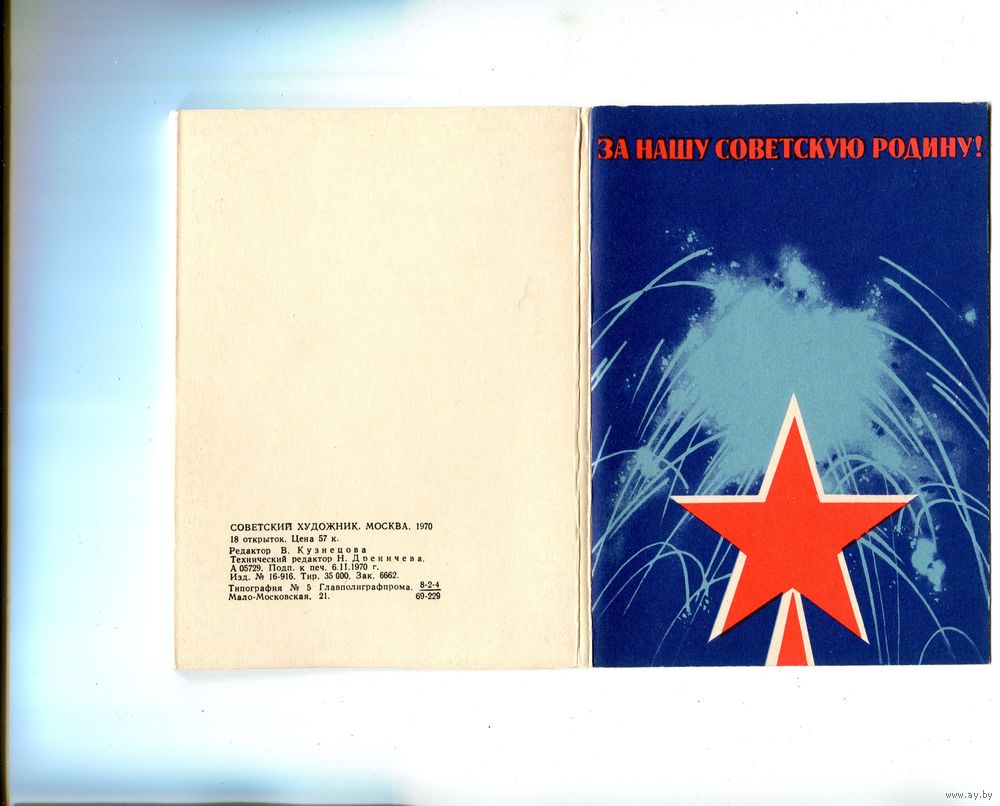 ЗА НАШУ СОВЕТСКУЮ РОДИНУ!
СОВЕТСКИЙ ХУДОЖНИК. МОСКВА. 1970
18 открыток. Цена 57 к.
Редактор В. Кузнецова
Технический редактор Н. Дреничева.
А 05729. Подп. к печ. 6.II.1970 г.
Изд. № 16-916. Тир. 35 000. Зак. 6662.
Типография № 5 Главполиграфпрома. 8-2-4
Мало-Московская, 21. 69-229
www.ay.by